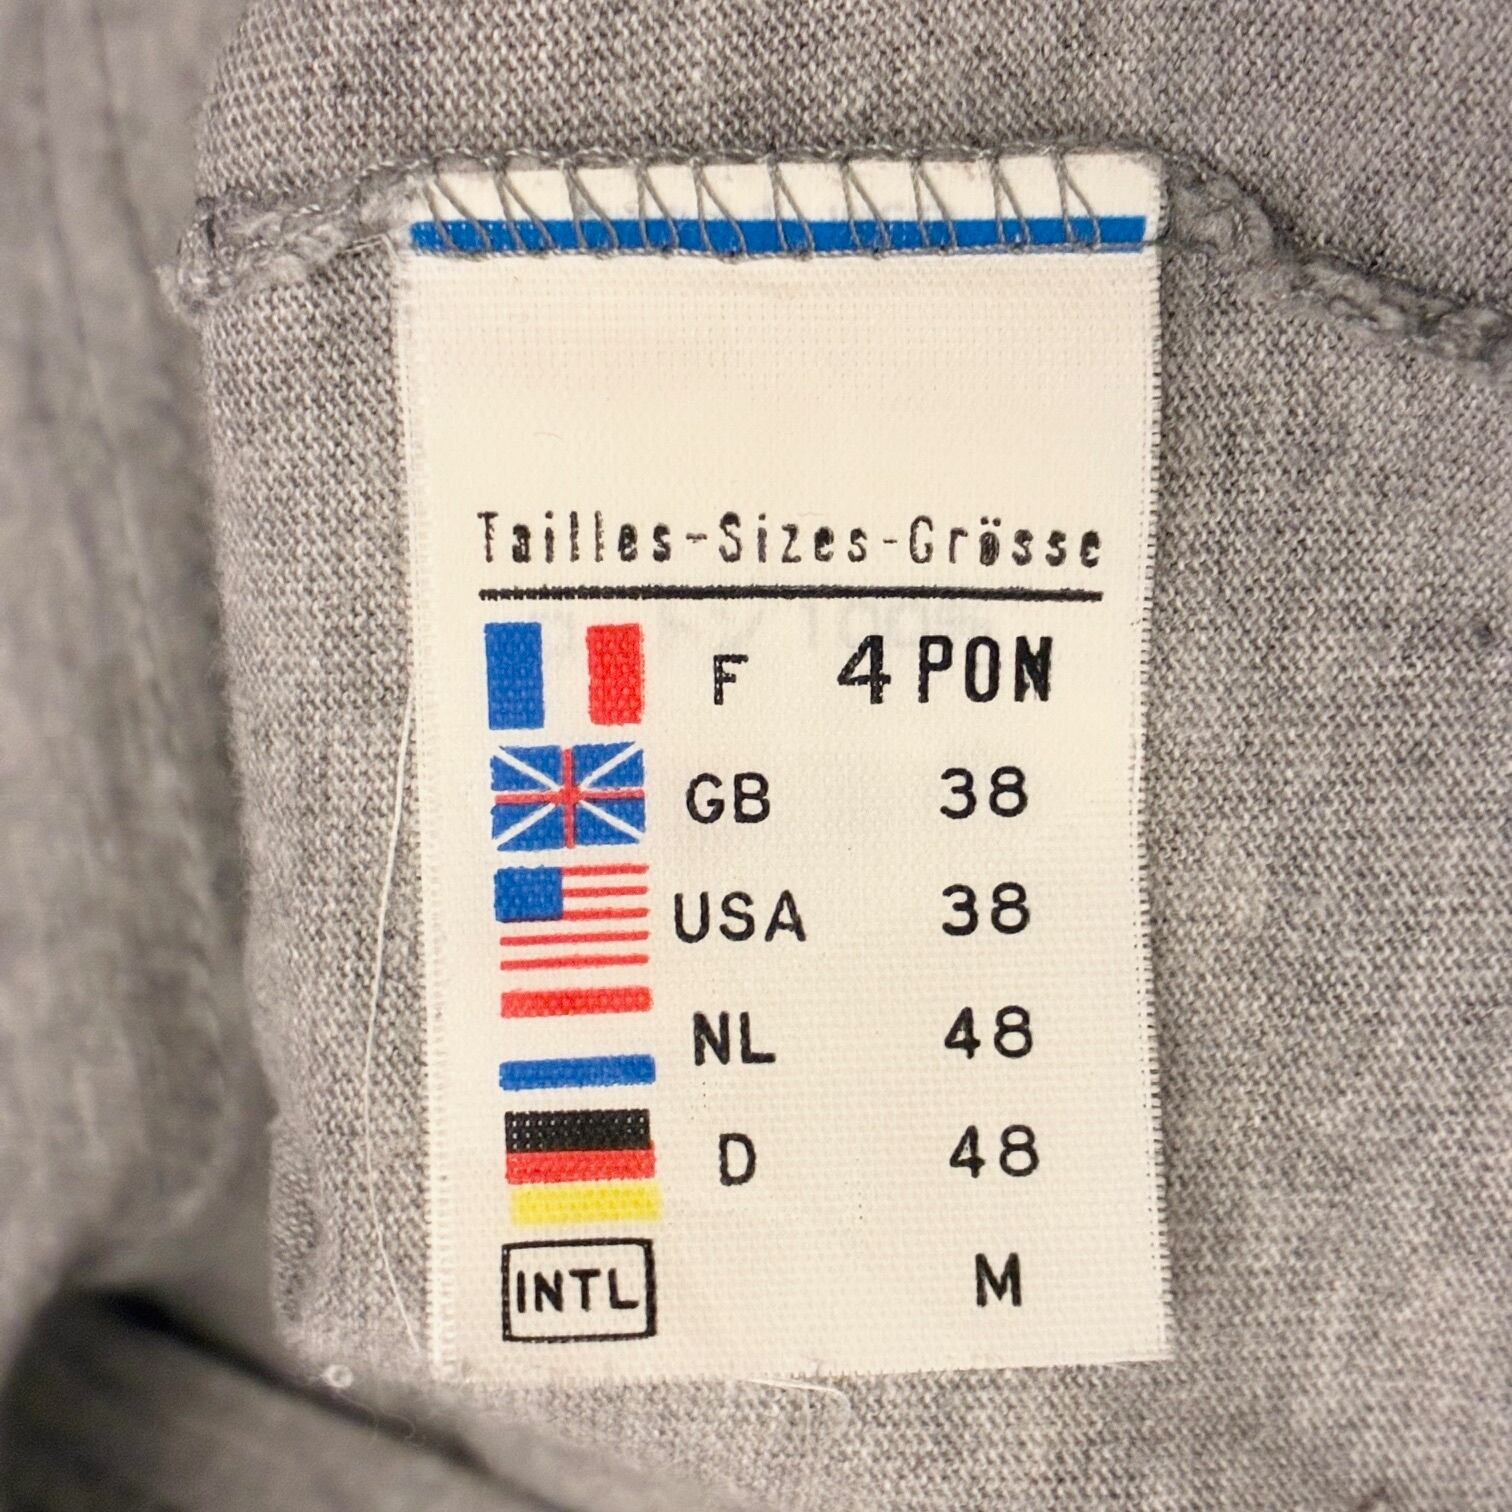 Tailles-Sizes-Grösse
F 4 PON
GB 38
USA 38
NL 48
D 48
INTL M